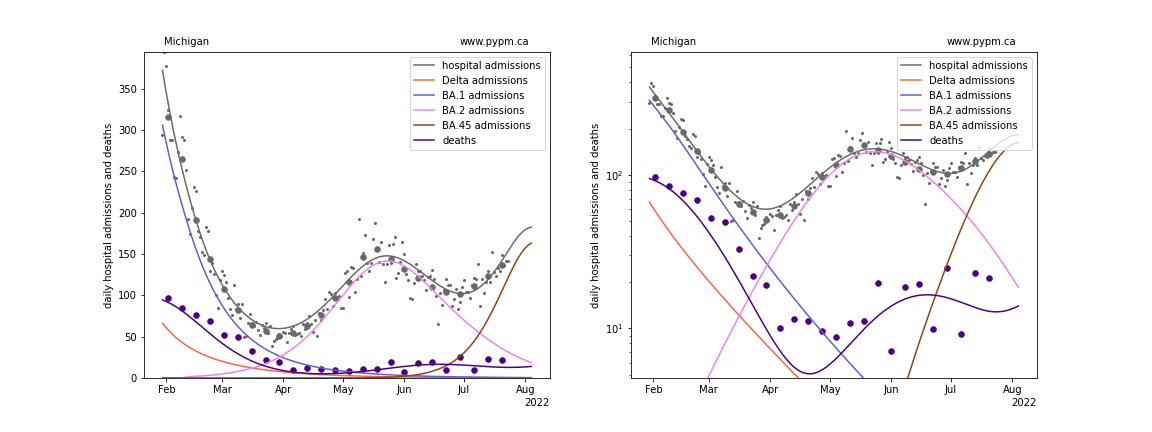 Michigan
www.pypm.ca
daily hospital admissions and deaths
350
300
250
200
150
100
50
0
hospital admissions
Delta admissions
BA.1 admissions
BA.2 admissions
BA.45 admissions
deaths
Feb Mar Apr May Jun Jul Aug
2022
Michigan
www.pypm.ca
daily hospital admissions and deaths
10²
10¹
hospital admissions
Delta admissions
BA.1 admissions
BA.2 admissions
BA.45 admissions
deaths
Feb Mar Apr May Jun Jul Aug
2022